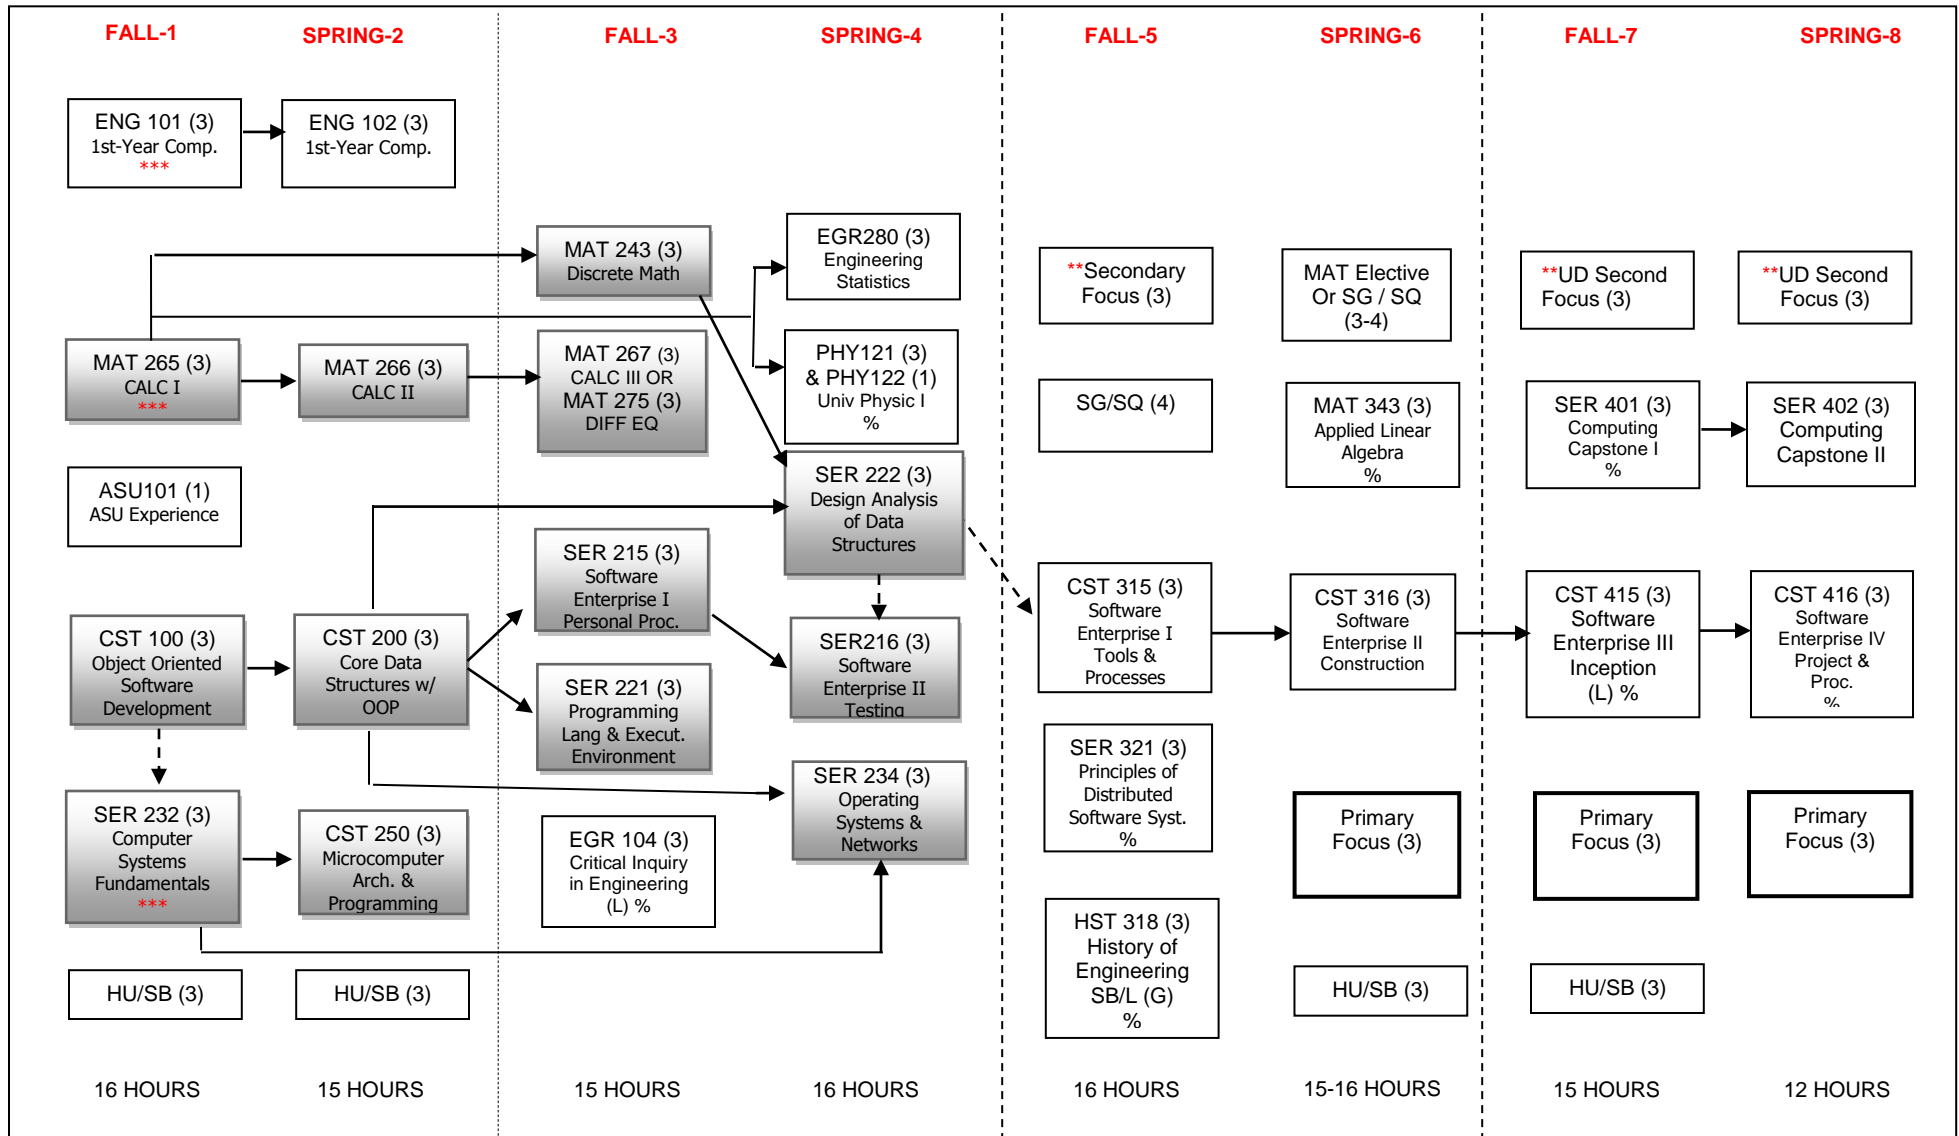 FALL-1
SPRING-2
FALL-3
SPRING-4
FALL-5
SPRING-6
FALL-7
SPRING-8
ENG 101 (3)
1st-Year Comp.
***
ENG 102 (3)
1st-Year Comp.
MAT 243 (3)
Discrete Math
EGR280 (3)
Engineering
Statistics
**Secondary
Focus (3)
MAT Elective
Or SG / SQ
(3-4)
**UD Second
Focus (3)
**UD Second
Focus (3)
MAT 265 (3)
CALC I
***
MAT 266 (3)
CALC II
MAT 267 (3)
CALC III OR
MAT 275 (3)
DIFF EQ
PHY121 (3)
& PHY122 (1)
Univ Physic I
%
SG/SQ (4)
MAT 343 (3)
Applied Linear
Algebra
%
SER 401 (3)
Computing
Capstone I
%
SER 402 (3)
Computing
Capstone II
ASU101 (1)
ASU Experience
SER 222 (3)
Design Analysis
of Data
Structures
SER 215 (3)
Software
Enterprise I
Personal Proc.
CST 100 (3)
Object Oriented
Software
Development
CST 200 (3)
Core Data
Structures w/
OOP
SER 221 (3)
Programming
Lang & Execut.
Environment
SER216 (3)
Software
Enterprise II
Testing
CST 315 (3)
Software
Enterprise I
Tools &
Processes
CST 316 (3)
Software
Enterprise II
Construction
CST 415 (3)
Software
Enterprise III
Inception
(L) %
CST 416 (3)
Software
Enterprise IV
Project &
Proc.
%
SER 232 (3)
Computer
Systems
Fundamentals
***
CST 250 (3)
Microcomputer
Arch. &
Programming
EGR 104 (3)
Critical Inquiry
in Engineering
(L) %
SER 234 (3)
Operating
Systems &
Networks
SER 321 (3)
Principles of
Distributed
Software Syst.
%
Primary
Focus (3)
Primary
Focus (3)
Primary
Focus (3)
HU/SB (3)
HU/SB (3)
HST 318 (3)
History of
Engineering
SB/L (G)
%
HU/SB (3)
HU/SB (3)
16 HOURS
15 HOURS
15 HOURS
16 HOURS
16 HOURS
15-16 HOURS
15 HOURS
12 HOURS